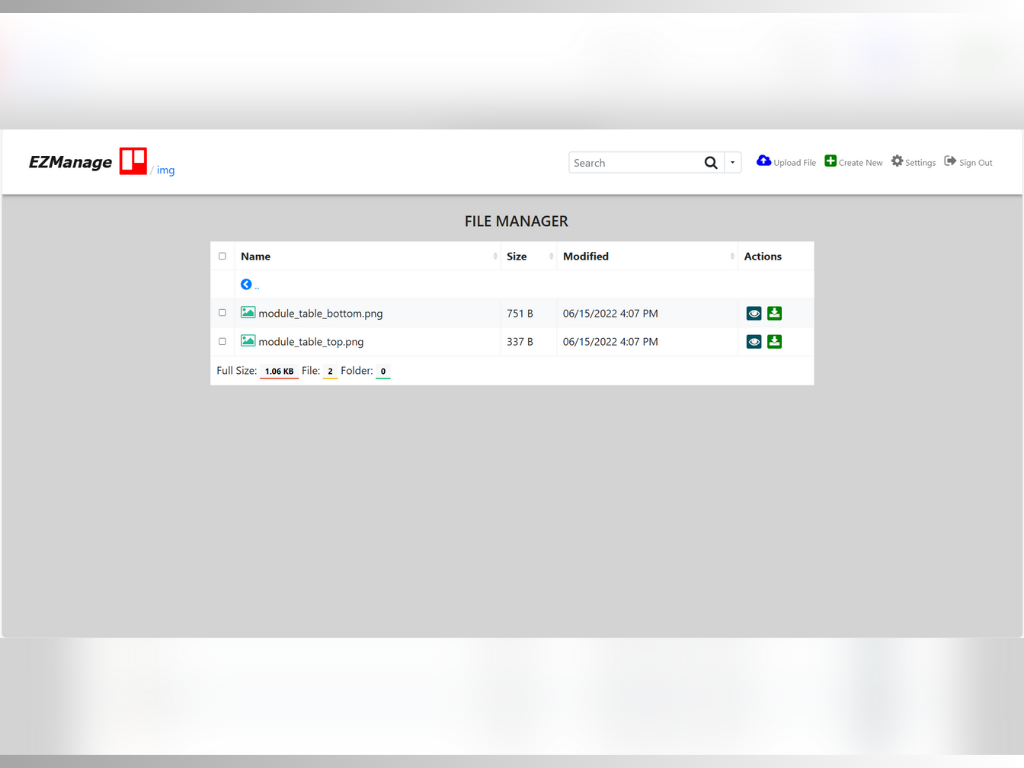 EZManage / img Search Upload File Create New Settings Sign Out
FILE MANAGER
Name Size Modified Actions
..
module_table_bottom.png 751 B 06/15/2022 4:07 PM
module_table_top.png 337 B 06/15/2022 4:07 PM
Full Size: 1.06 KB File: 2 Folder: 0